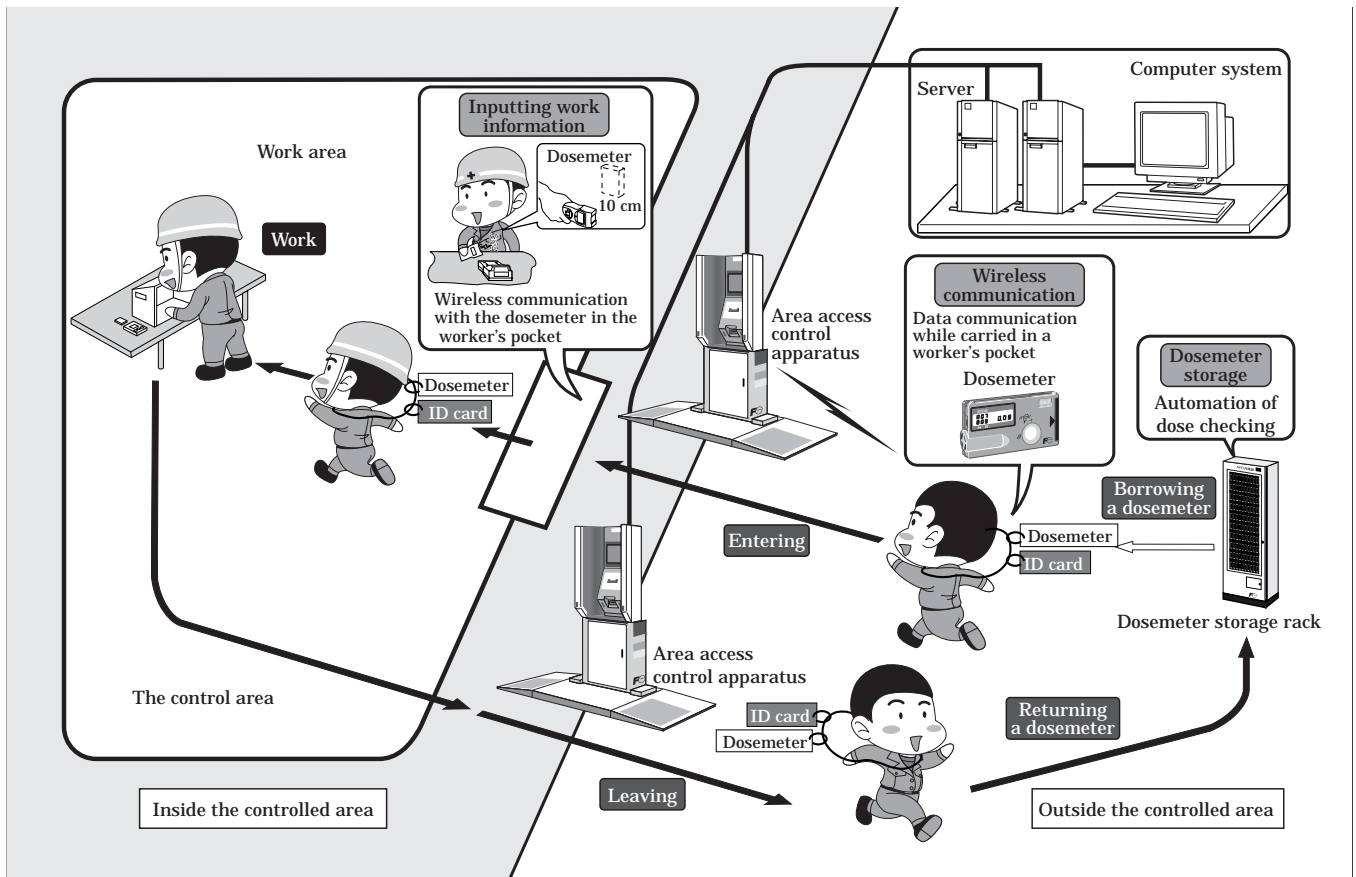 Computer system
Server
Inputting work
information
Dosemeter
10 cm
Wireless communication
with the dosemeter in the
worker's pocket
Work area
Work
Dosemeter
ID card
Area access
control
apparatus
Wireless
communication
Data communication
while carried in a
worker's pocket
Dosemeter
Dosemeter
storage
Automation of
dose checking
Borrowing
a dosemeter
Entering
Dosemeter
ID card
Dosemeter storage rack
Area access
control apparatus
The control area
ID card
Dosemeter
Returning
a dosemeter
Leaving
Inside the controlled area
Outside the controlled area